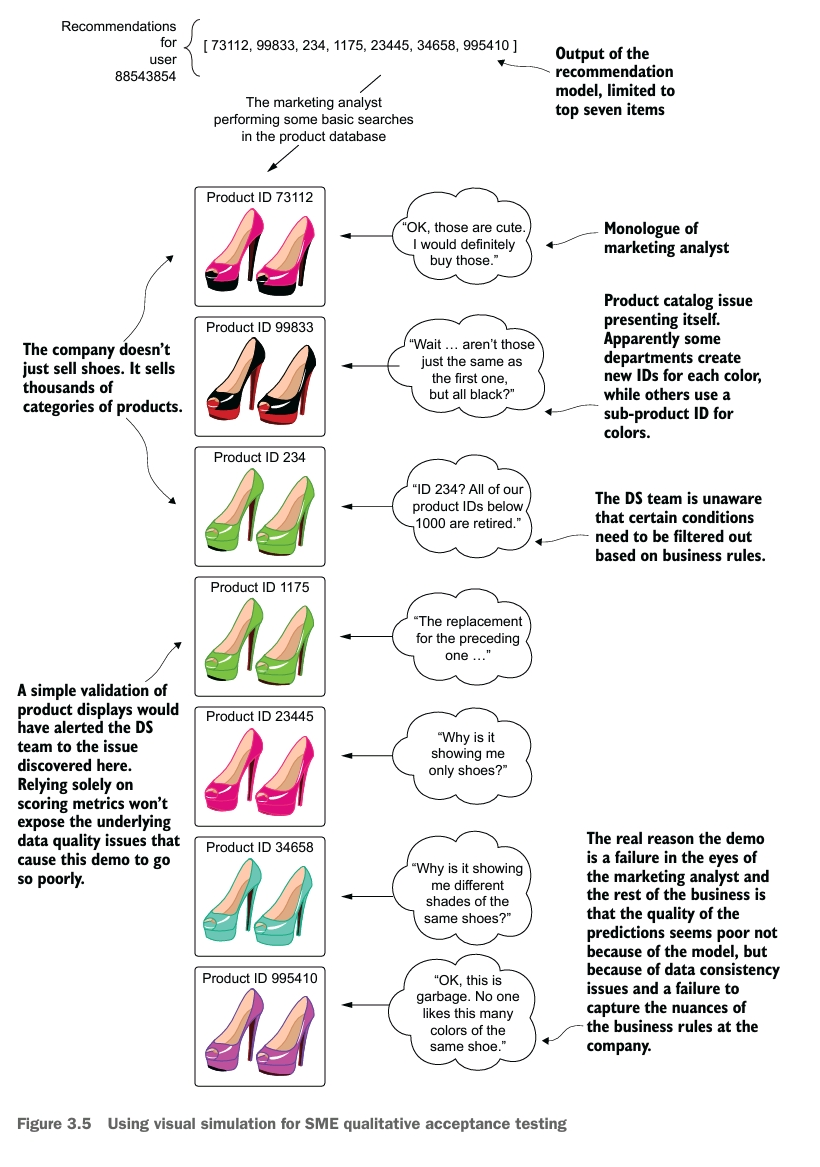 Recommendations
for
user
88543854
[ 73112, 99833, 234, 1175, 23445, 34658, 995410 ]
Output of the
recommendation
model, limited to
top seven items
The marketing analyst
performing some basic searches
in the product database
Product ID 73112
“OK, those are cute.
I would definitely
buy those.”
Monologue of
marketing analyst
The company doesn’t
just sell shoes. It sells
thousands of
categories of products.
Product ID 99833
“Wait … aren’t those
just the same as
the first one,
but all black?”
Product catalog issue
presenting itself.
Apparently some
departments create
new IDs for each color,
while others use a
sub-product ID for
colors.
Product ID 234
“ID 234? All of our
product IDs below
1000 are retired.”
The DS team is unaware
that certain conditions
need to be filtered out
based on business rules.
Product ID 1175
“The replacement
for the preceding
one …”
A simple validation of
product displays would
have alerted the DS
team to the issue
discovered here.
Relying solely on
scoring metrics won’t
expose the underlying
data quality issues that
cause this demo to go
so poorly.
Product ID 23445
“Why is it
showing me
only shoes?”
Product ID 34658
“Why is it showing
me different
shades of the
same shoes?”
The real reason the demo
is a failure in the eyes of
the marketing analyst and
the rest of the business is
that the quality of the
predictions seems poor not
because of the model, but
because of data consistency
issues and a failure to
capture the nuances of
the business rules at the
company.
Product ID 995410
“OK, this is
garbage. No one
likes this many
colors of the
same shoe.”
Figure 3.5 Using visual simulation for SME qualitative acceptance testing